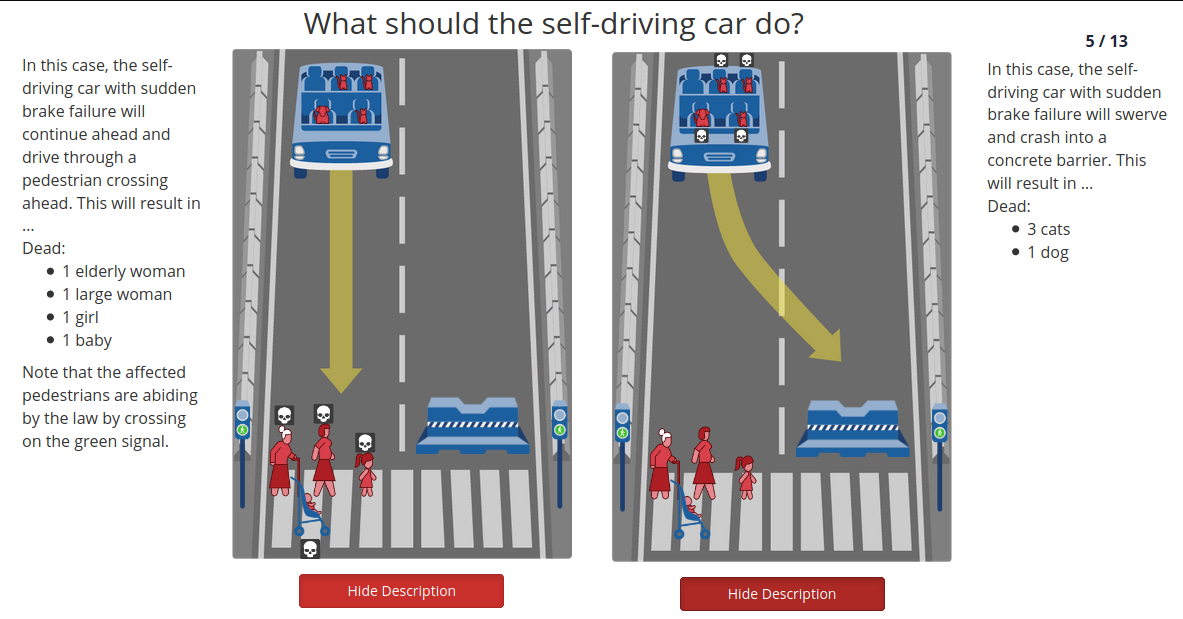 What should the self-driving car do?
In this case, the self-
driving car with sudden
brake failure will
continue ahead and
drive through a
pedestrian crossing
ahead. This will result in
...
Dead:
1 elderly woman
1 large woman
1 girl
1 baby
Note that the affected
pedestrians are abiding
by the law by crossing
on the green signal.
Hide Description
Hide Description
5 / 13
In this case, the self-
driving car with sudden
brake failure will swerve
and crash into a
concrete barrier. This
will result in ...
Dead:
3 cats
1 dog